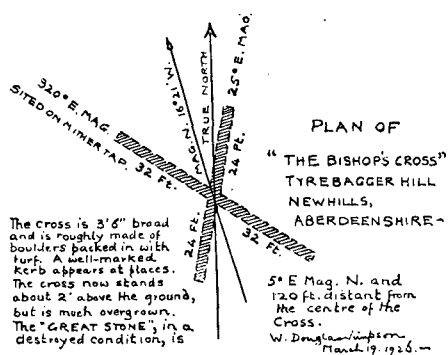 320° E. MAG.
SITED ON MITHER TAP.
32 Ft.
MAG. N. 16°21' W.
TRUE NORTH
25° E. MAG.
24 Ft.
24 Ft.
32 Ft.
PLAN OF
"THE BISHOP'S CROSS"
TYREBAGGER HILL
NEWHILLS,
ABERDEENSHIRE
The Cross is 3'6" broad
and is roughly made of
boulders packed in with
turf. A well-marked
kerb appears at places.
The cross now stands
about 2' above the ground,
but is much overgrown.
The "GREAT STONE", in a
destroyed condition, is
5° E Mag. N. and
120 ft. distant from
the centre of the
Cross.
W. Douglas Simpson
March 19. 1926.